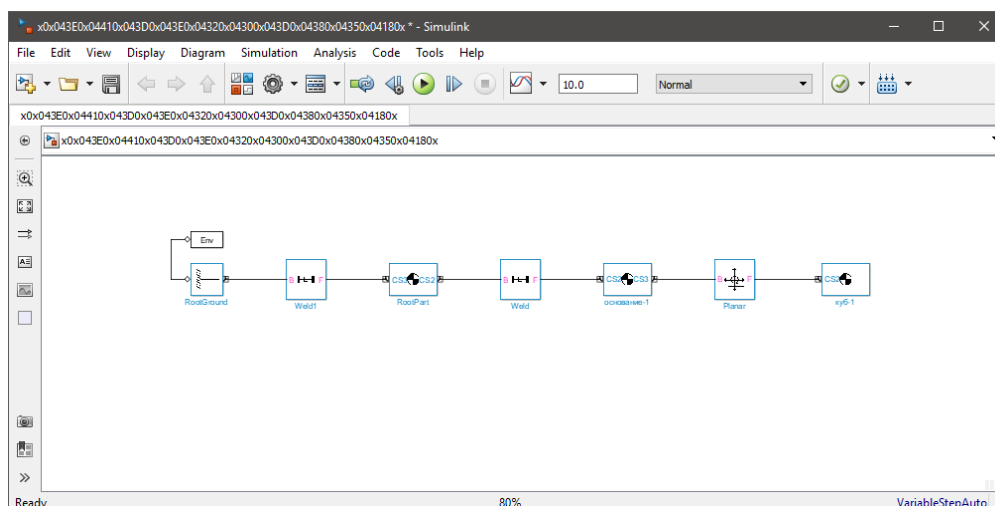 x0x043E0x04410x043D0x043E0x04320x04300x043D0x04380x04350x04180x * - Simulink
File Edit View Display Diagram Simulation Analysis Code Tools Help
10.0 Normal
x0x043E0x04410x043D0x043E0x04320x04300x043D0x04380x04350x04180x
x0x043E0x04410x043D0x043E0x04320x04300x043D0x04380x04350x04180x
Env
B F CS3 CS2 B F CS2 CS3 B F CS2
RootGround Weld1 RootPart Weld основание-1 Planar куб-1
Ready 80% VariableStepAuto